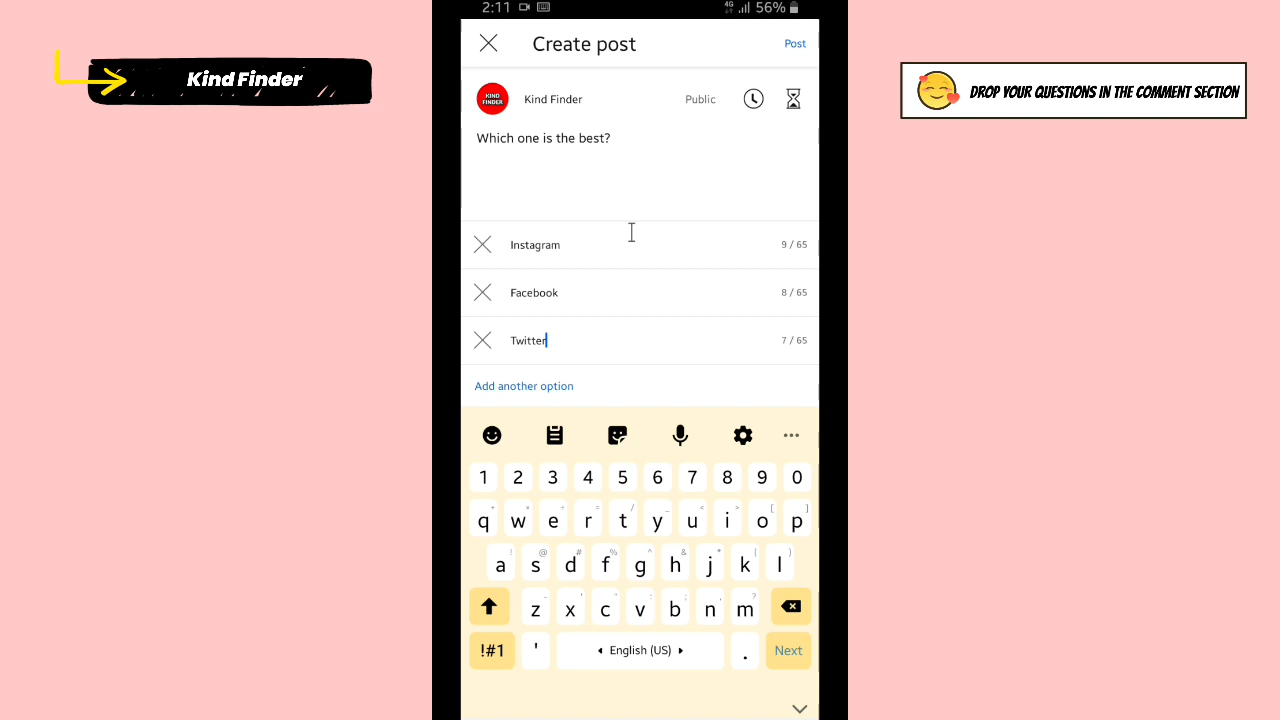 2:11 4G 56%
Kind Finder
Create post Post
DROP YOUR QUESTIONS IN THE COMMENT SECTION
KIND FINDER
Kind Finder Public
Which one is the best?
Instagram 9 / 65
Facebook 8 / 65
Twitter 7 / 65
Add another option
1 2 3 4 5 6 7 8 9 0
q w e r t y u i o p
a s d f g h j k l
z x c v b n m
!#1 ' English (US) . Next